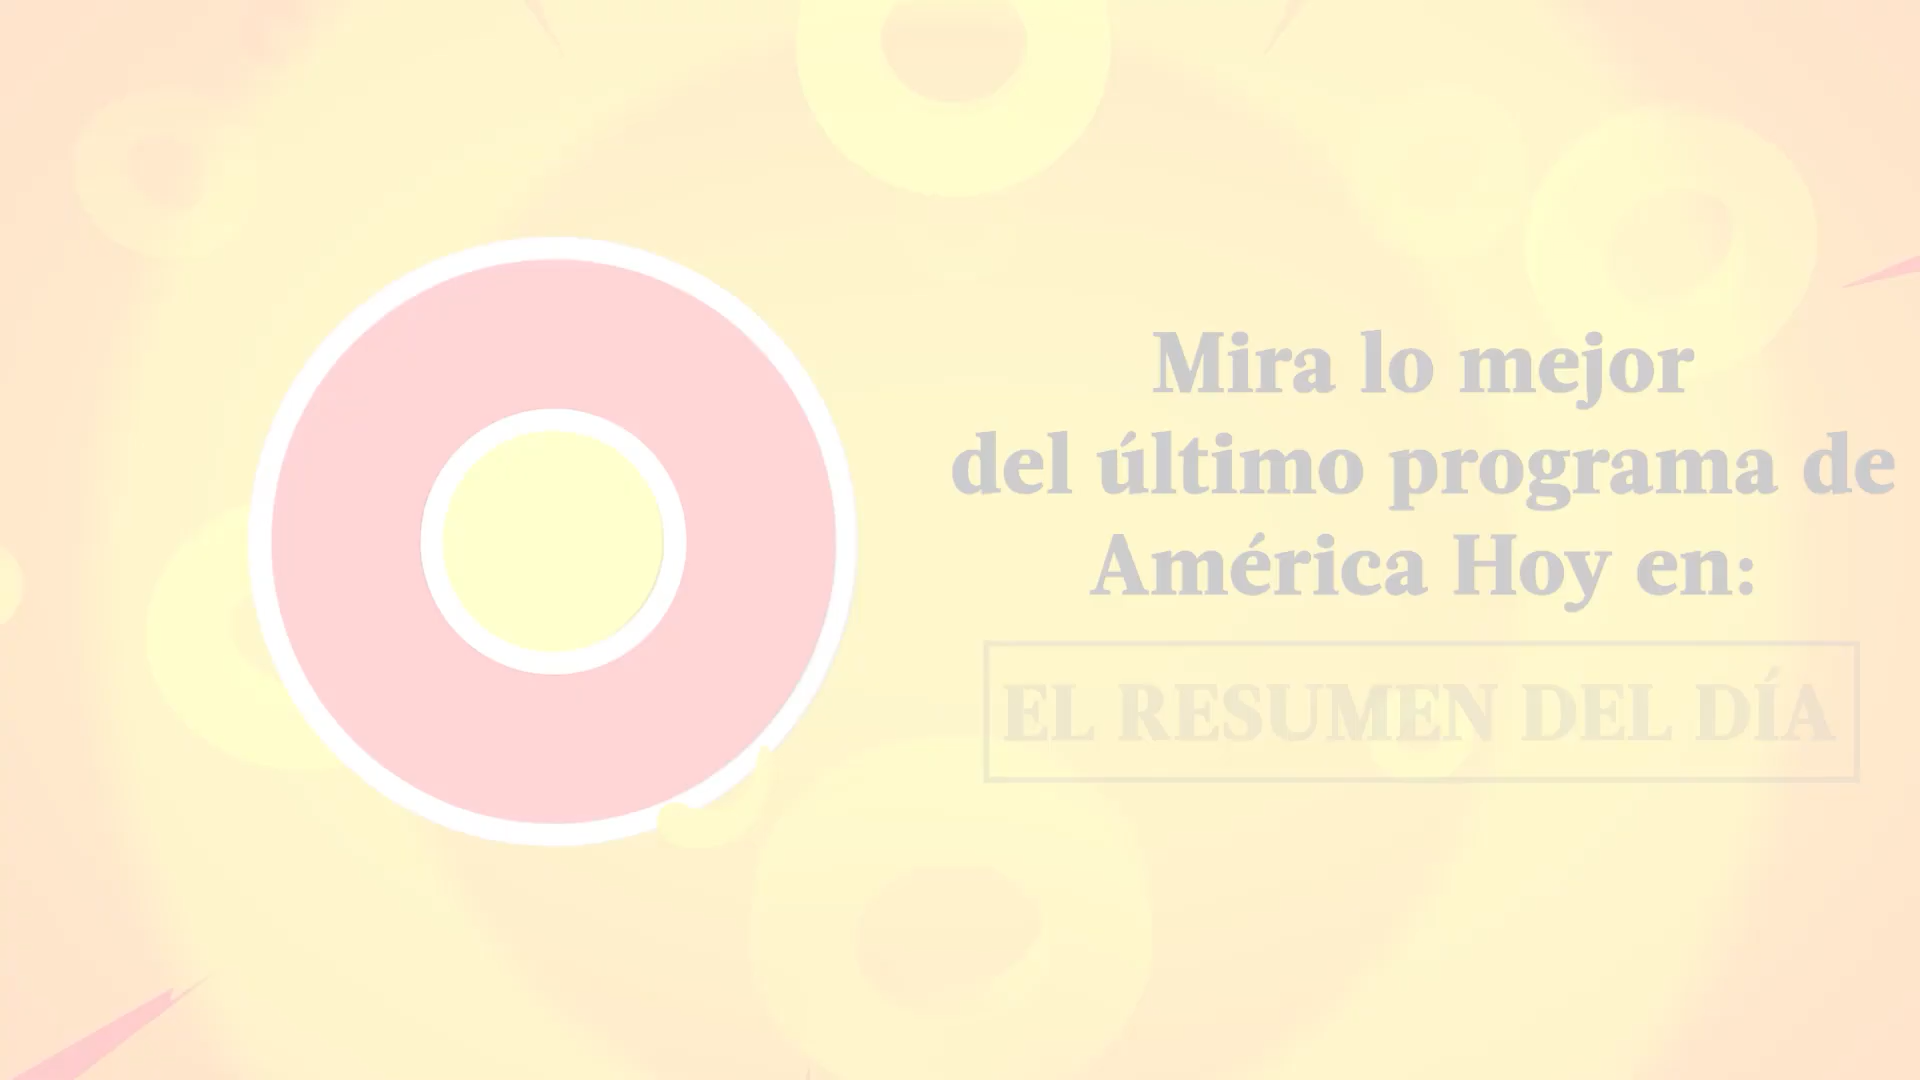 Mira lo mejor
del último programa de
América Hoy en:
EL RESUMEN DEL DÍA